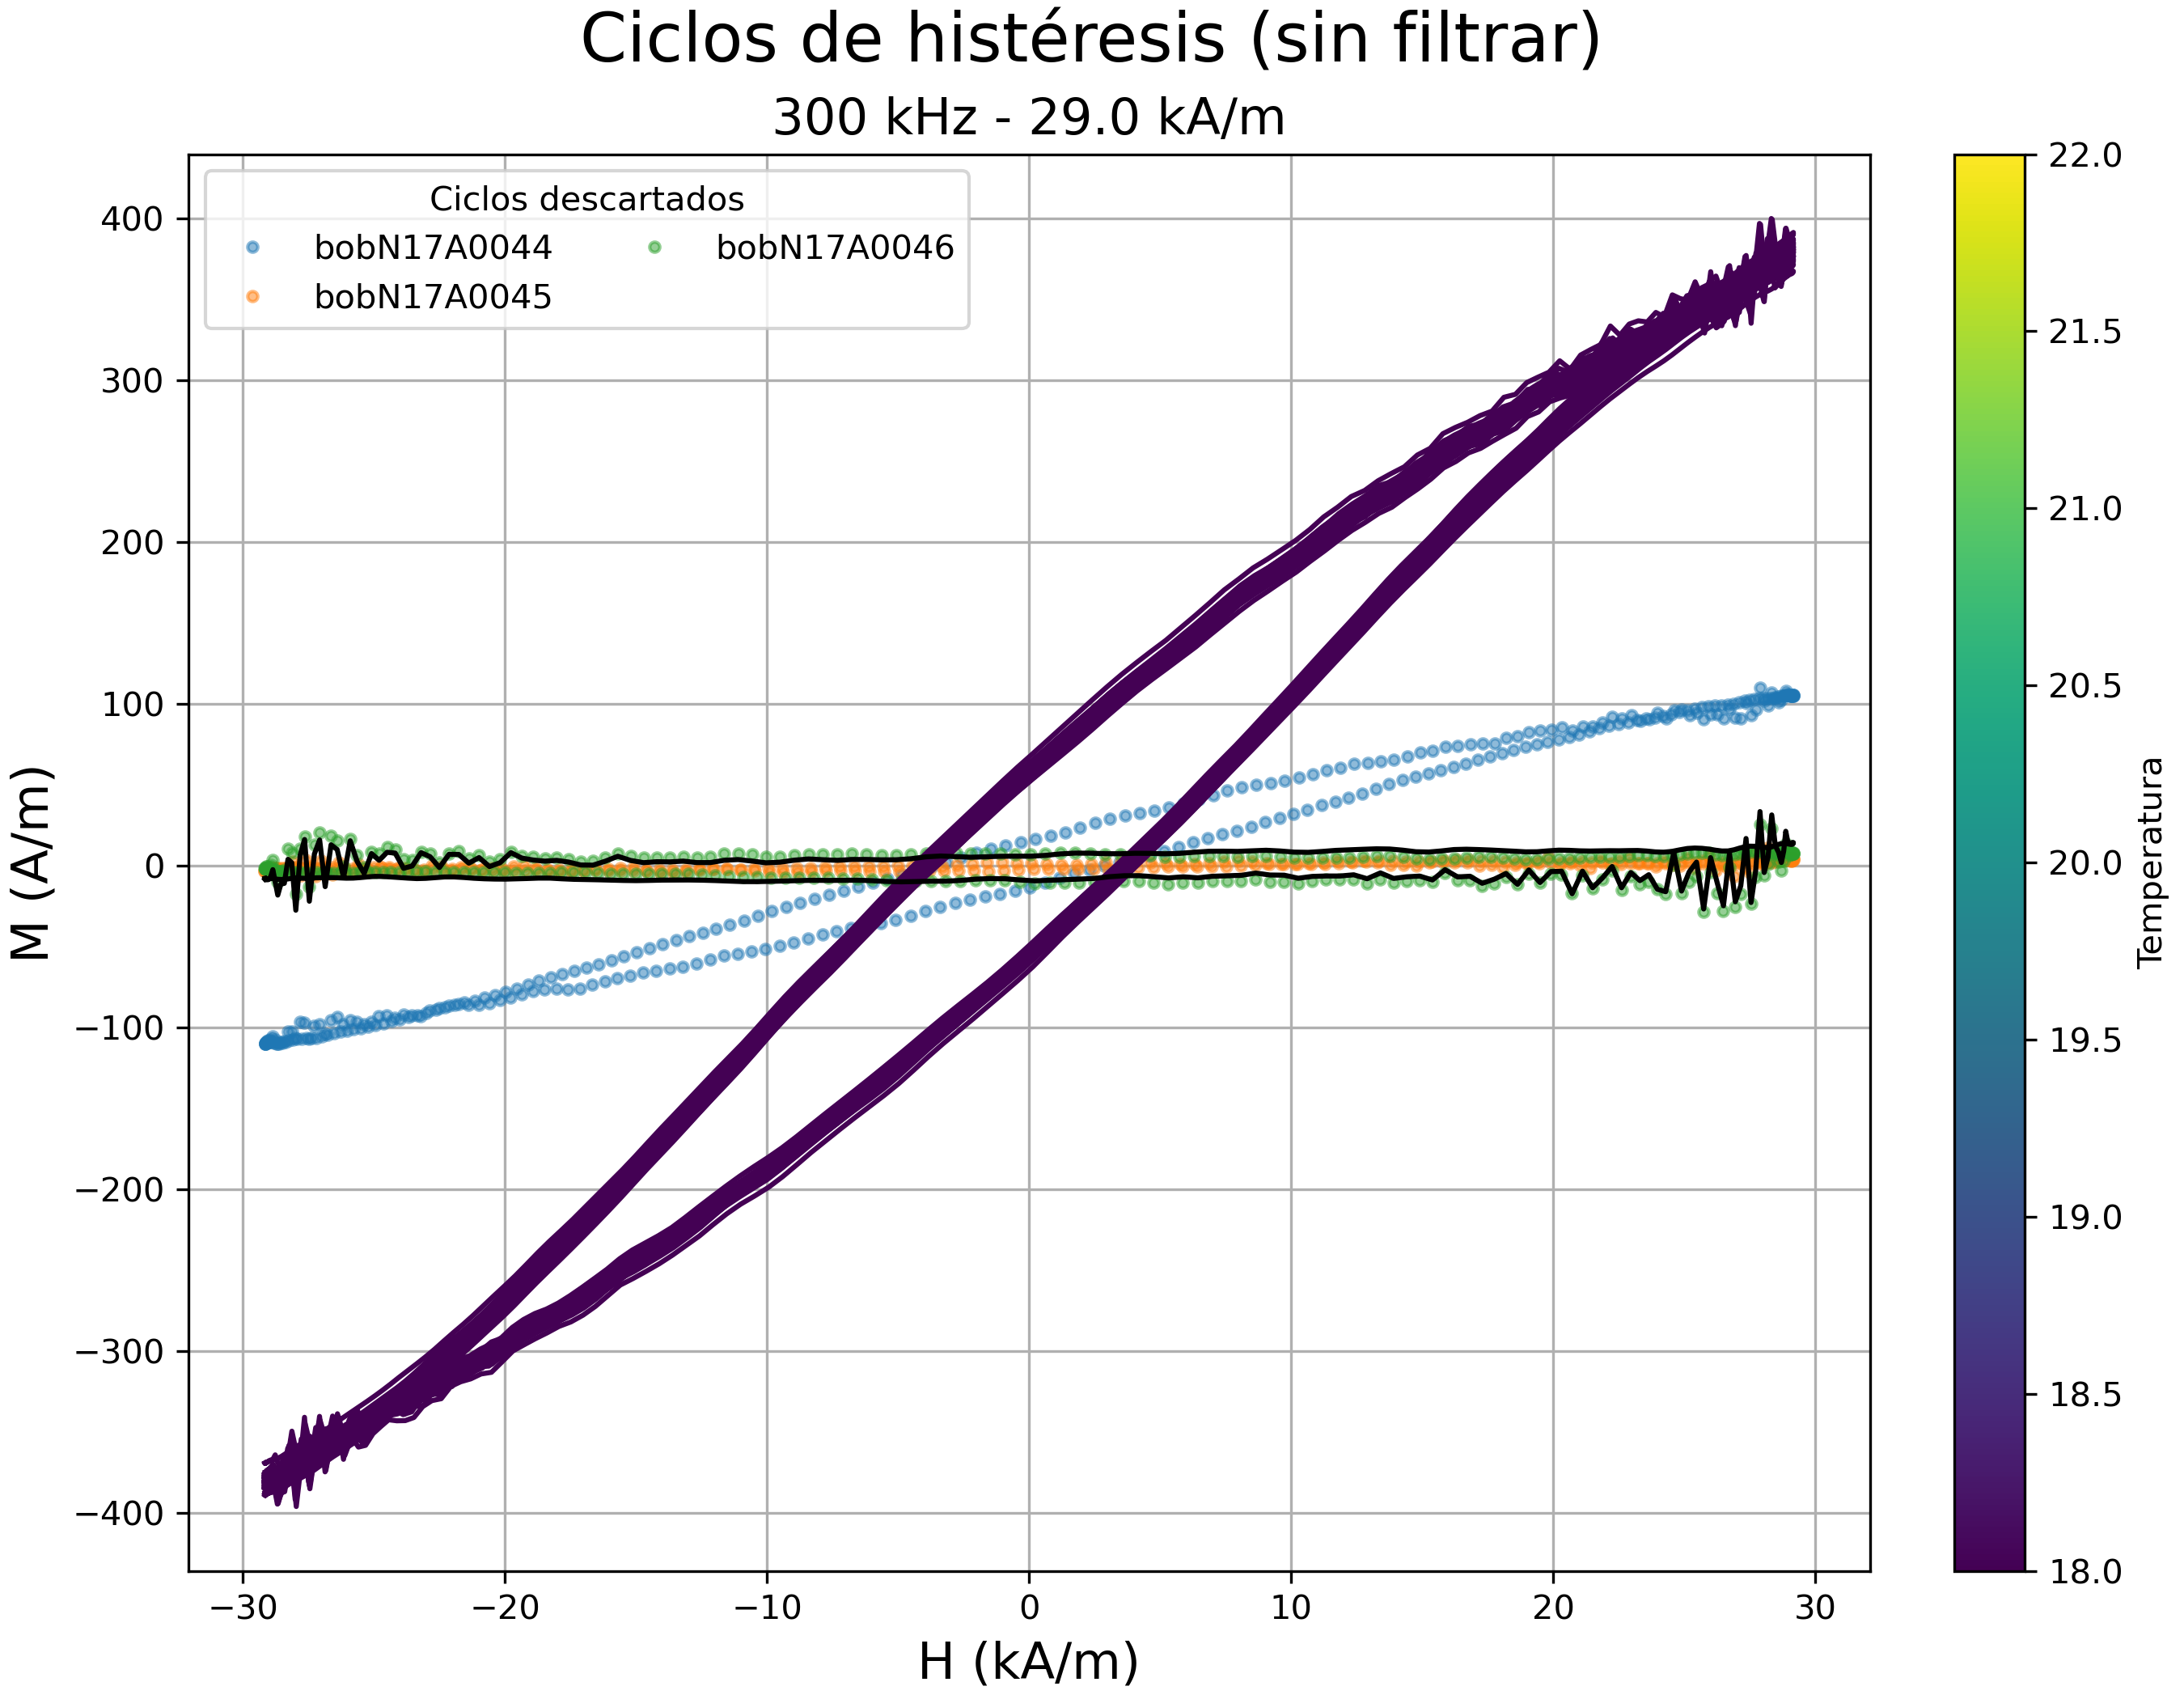 Ciclos de histéresis (sin filtrar)
300 kHz - 29.0 kA/m
Ciclos descartados
bobN17A0044
bobN17A0045
bobN17A0046
M (A/m)
400
300
200
100
0
−100
−200
−300
−400
−30
−20
−10
0
10
20
30
H (kA/m)
22.0
21.5
21.0
20.5
20.0
19.5
19.0
18.5
18.0
Temperatura